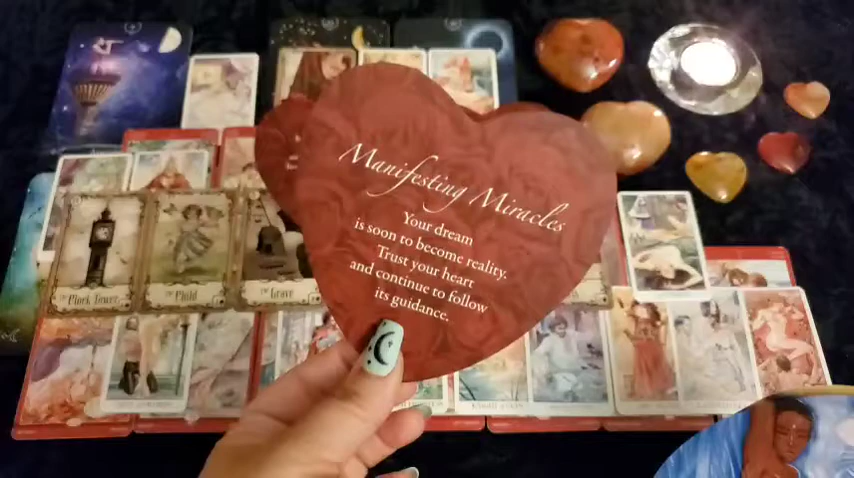 Manifesting Miracles
Your dream
is soon to become reality.
Trust your heart
and continue to follow
its guidance.
The Clock Tower
The Child
The Grave